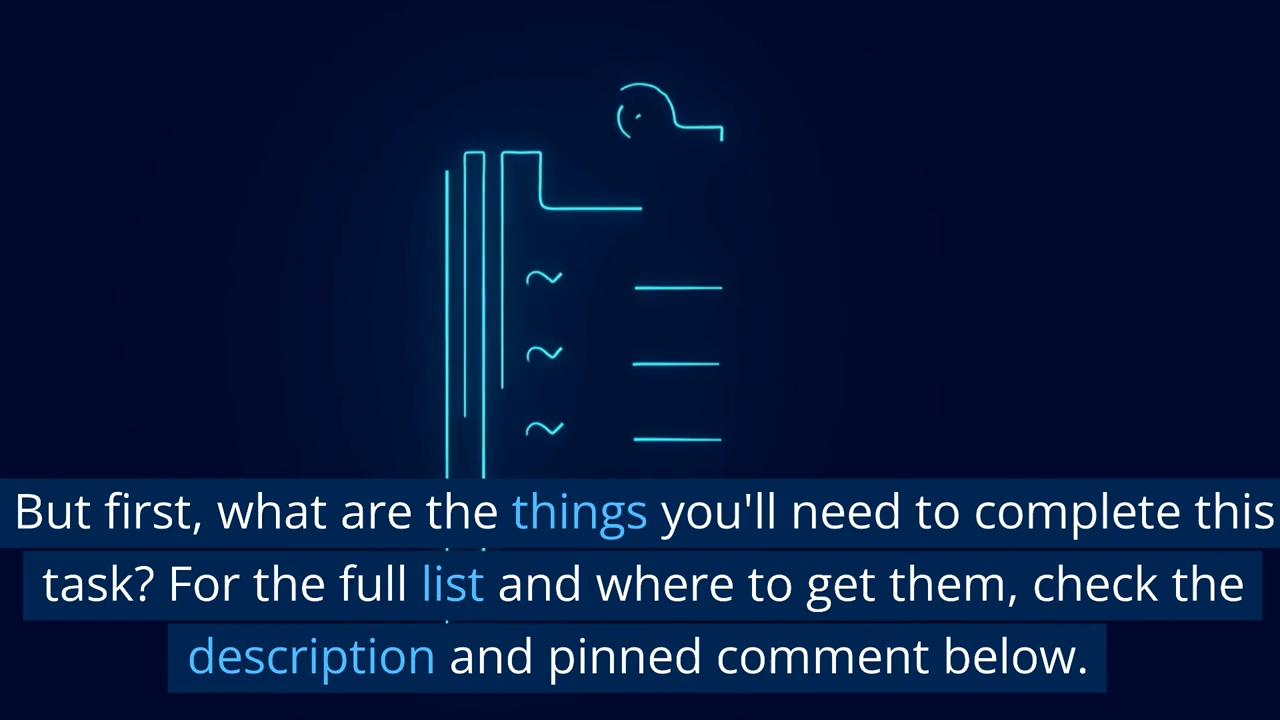 But first, what are the things you'll need to complete this
task? For the full list and where to get them, check the
description and pinned comment below.